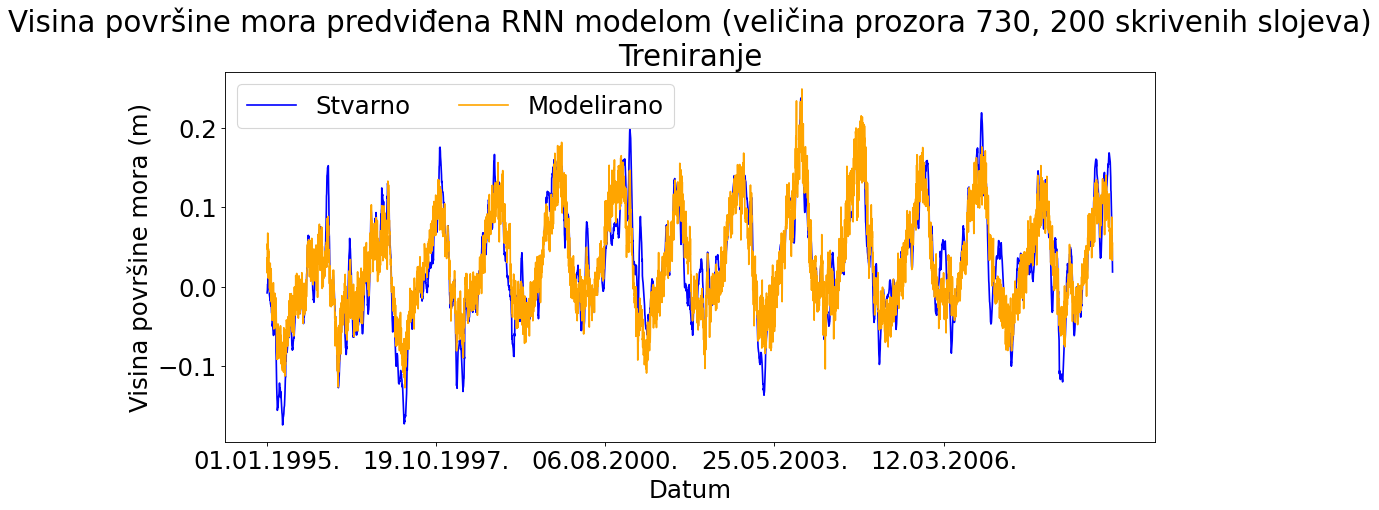 Visina površine mora predviđena RNN modelom (veličina prozora 730, 200 skrivenih slojeva)
Treniranje
Stvarno
Modelirano
Visina površine mora (m)
0.2
0.1
0.0
−0.1
01.01.1995.
19.10.1997.
06.08.2000.
25.05.2003.
12.03.2006.
Datum